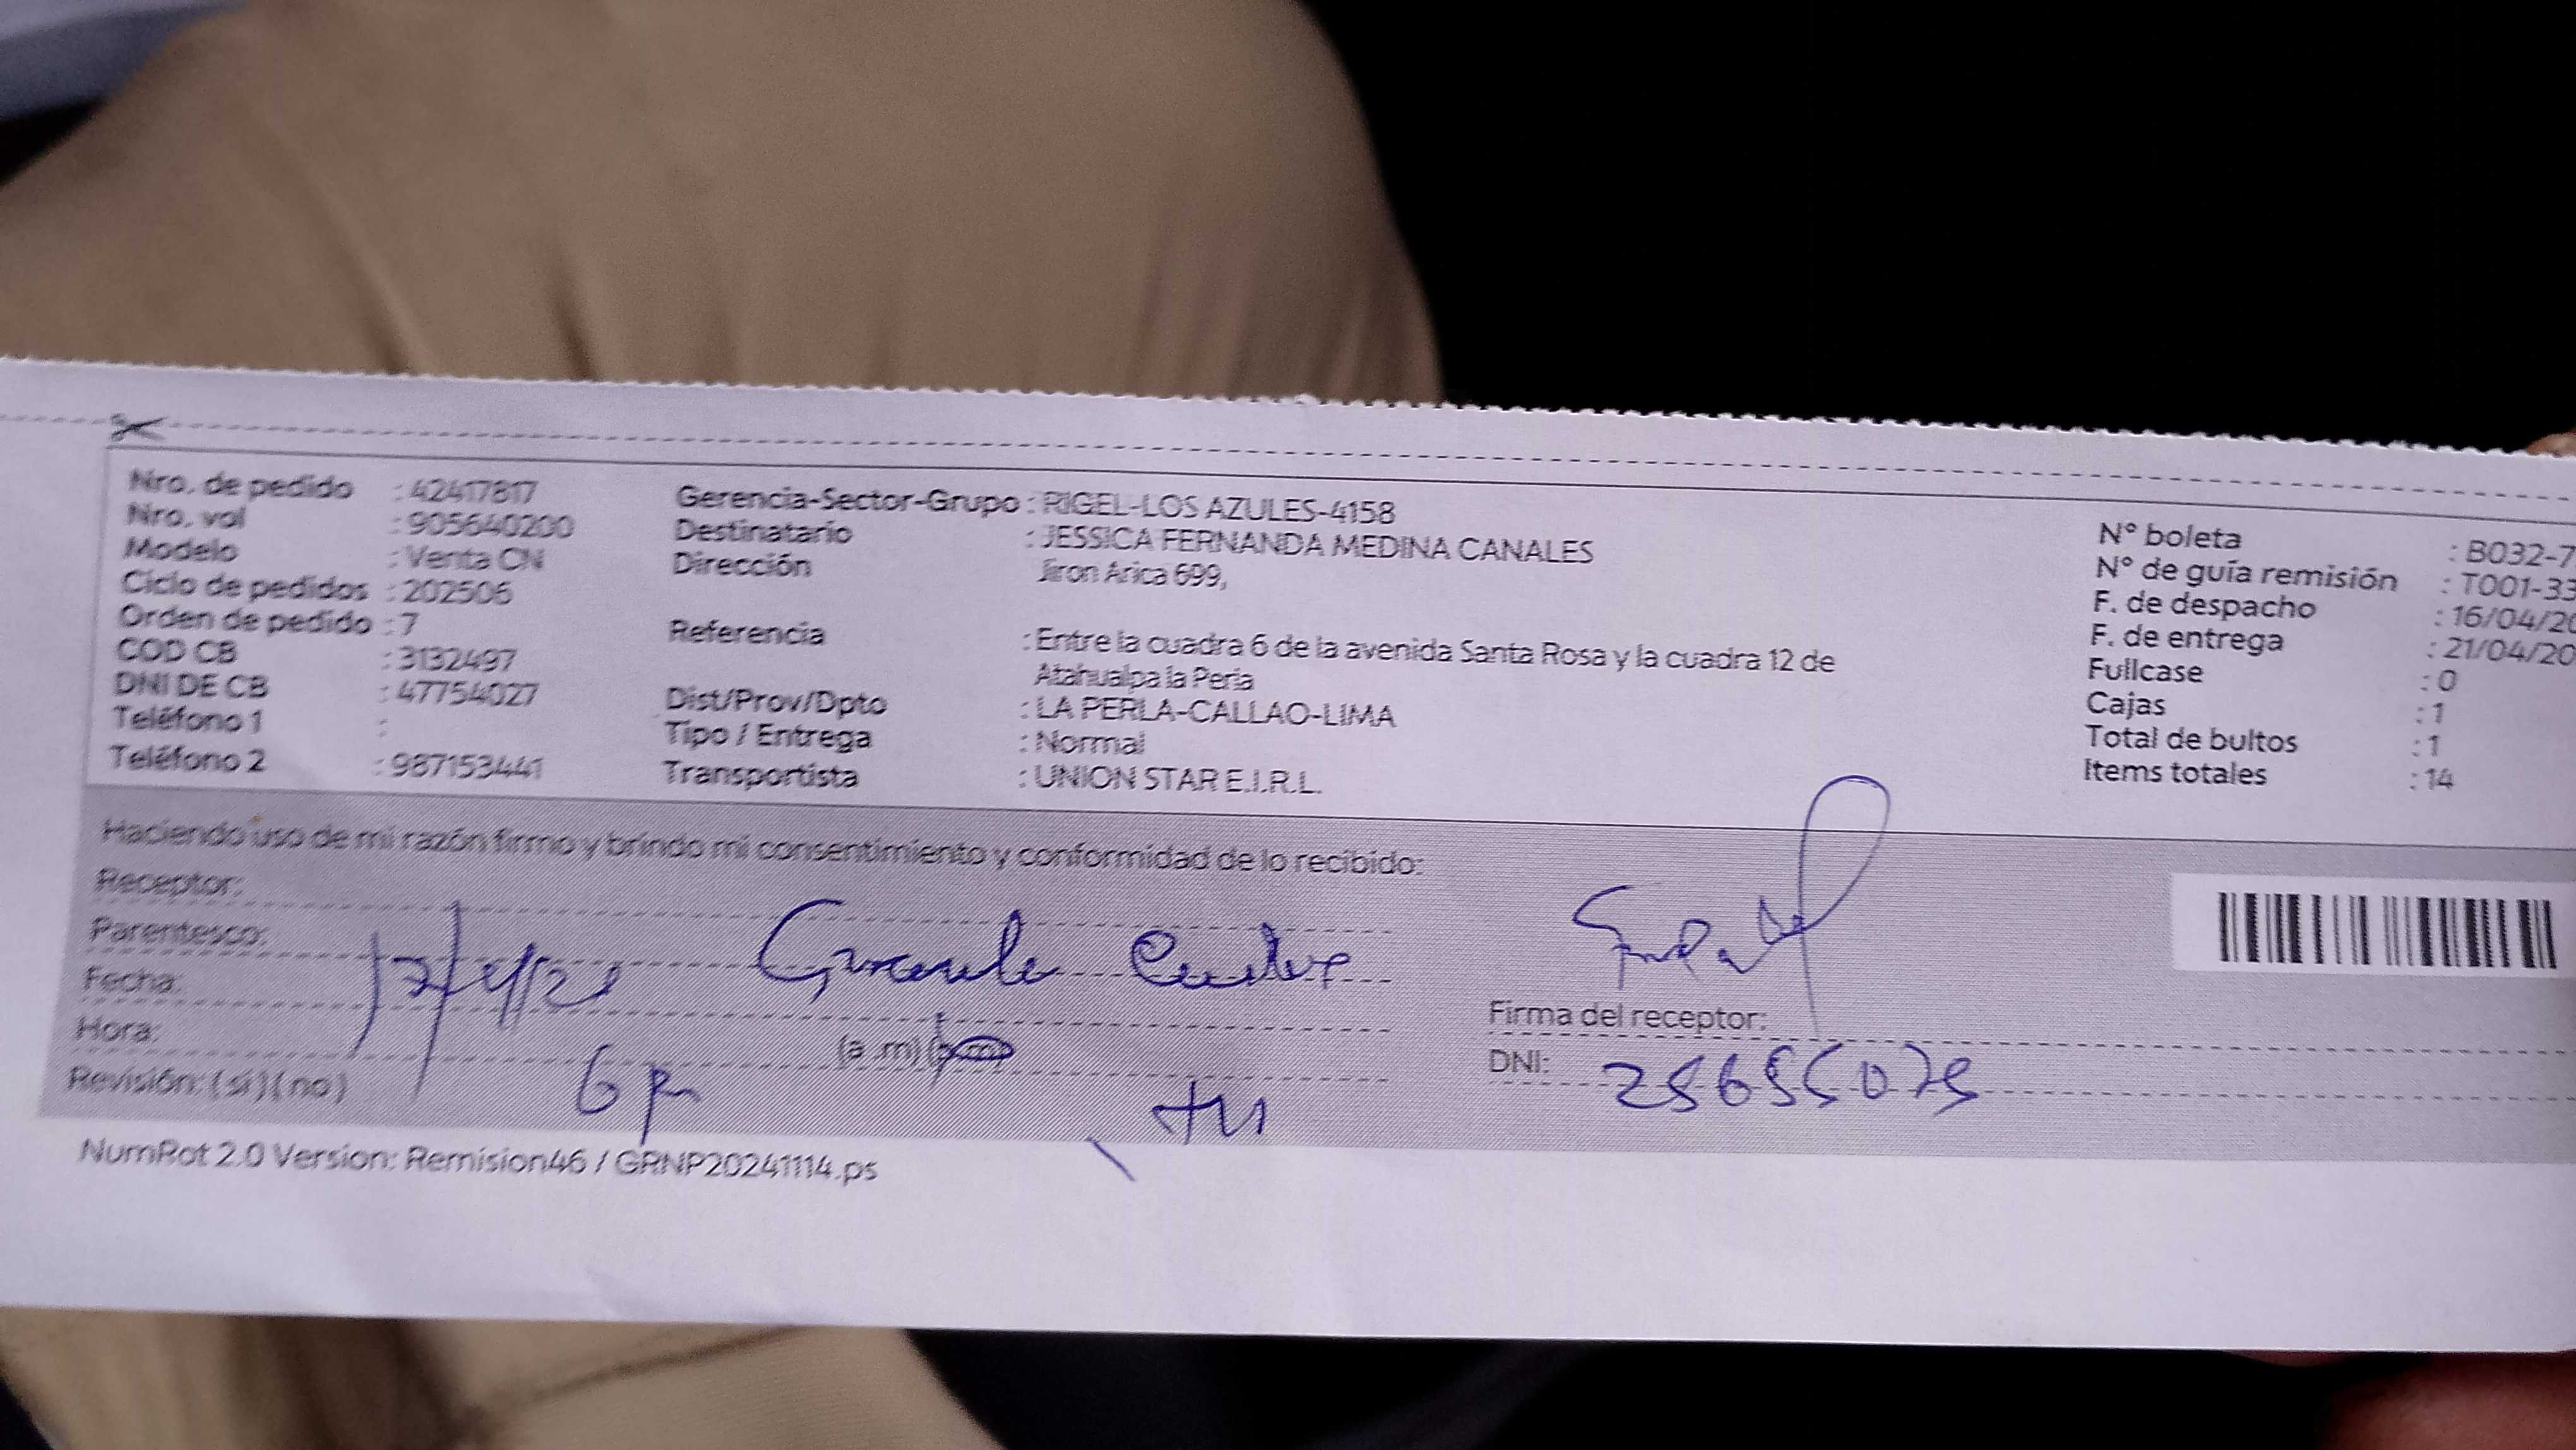 Nro. de pedido : 42417817
Nro. vol : 905640200
Modelo : Venta CN
Ciclo de pedidos : 202506
Orden de pedido : 7
COD CB : 3132497
DNI DE CB : 47754027
Teléfono 1 :
Teléfono 2 : 987153441
Gerencia-Sector-Grupo : RIGEL-LOS AZULES-4158
Destinatario : JESSICA FERNANDA MEDINA CANALES
Dirección Jiron Arica 699,
Referencia : Entre la cuadra 6 de la avenida Santa Rosa y la cuadra 12 de
Atahualpa la Perla
Dist/Prov/Dpto : LA PERLA-CALLAO-LIMA
Tipo / Entrega : Normal
Transportista : UNION STAR E.I.R.L.
N° boleta : B032-7
N° de guía remisión : T001-33
F. de despacho : 16/04/20
F. de entrega : 21/04/20
Fullcase : 0
Cajas : 1
Total de bultos : 1
Items totales : 14
Haciendo uso de mi razón firmo y brindo mi consentimiento y conformidad de lo recibido:
Receptor:
Parentesco:
Fecha:
Hora: (a .m) (p.m)
Revisión: ( si ) ( no )
Firma del receptor:
DNI:
NumRot 2.0 Version: Remision46 / GRNP20241114.ps